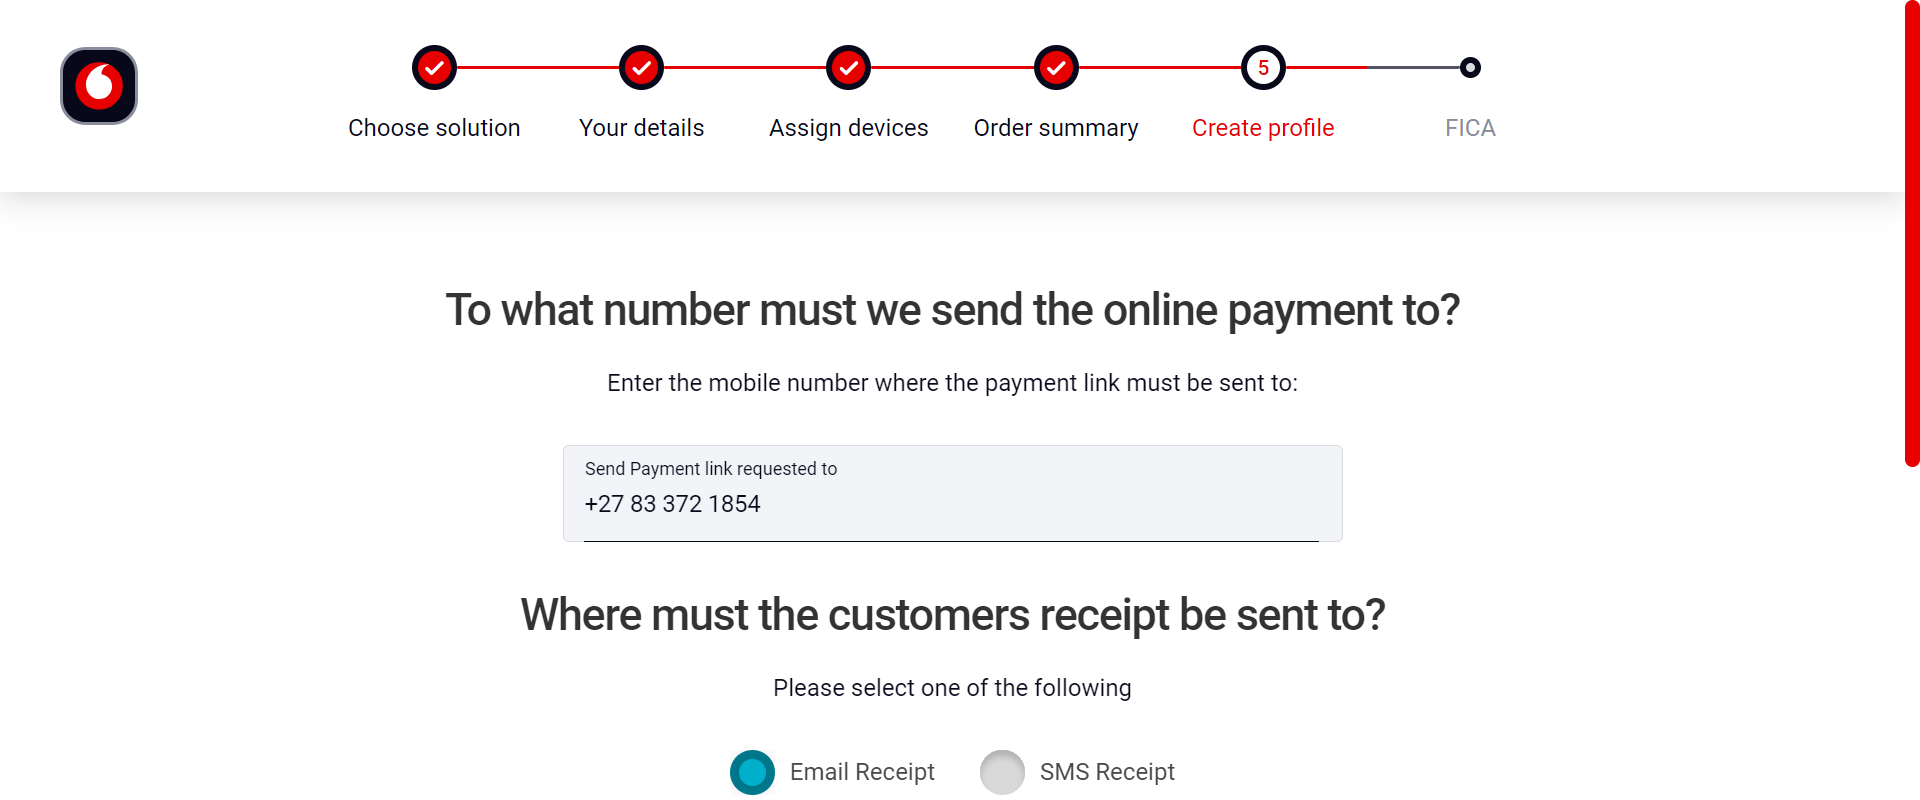 5
Choose solution
Your details
Assign devices
Order summary
Create profile
FICA
To what number must we send the online payment to?
Enter the mobile number where the payment link must be sent to:
Send Payment link requested to
+27 83 372 1854
Where must the customers receipt be sent to?
Please select one of the following
Email Receipt
SMS Receipt